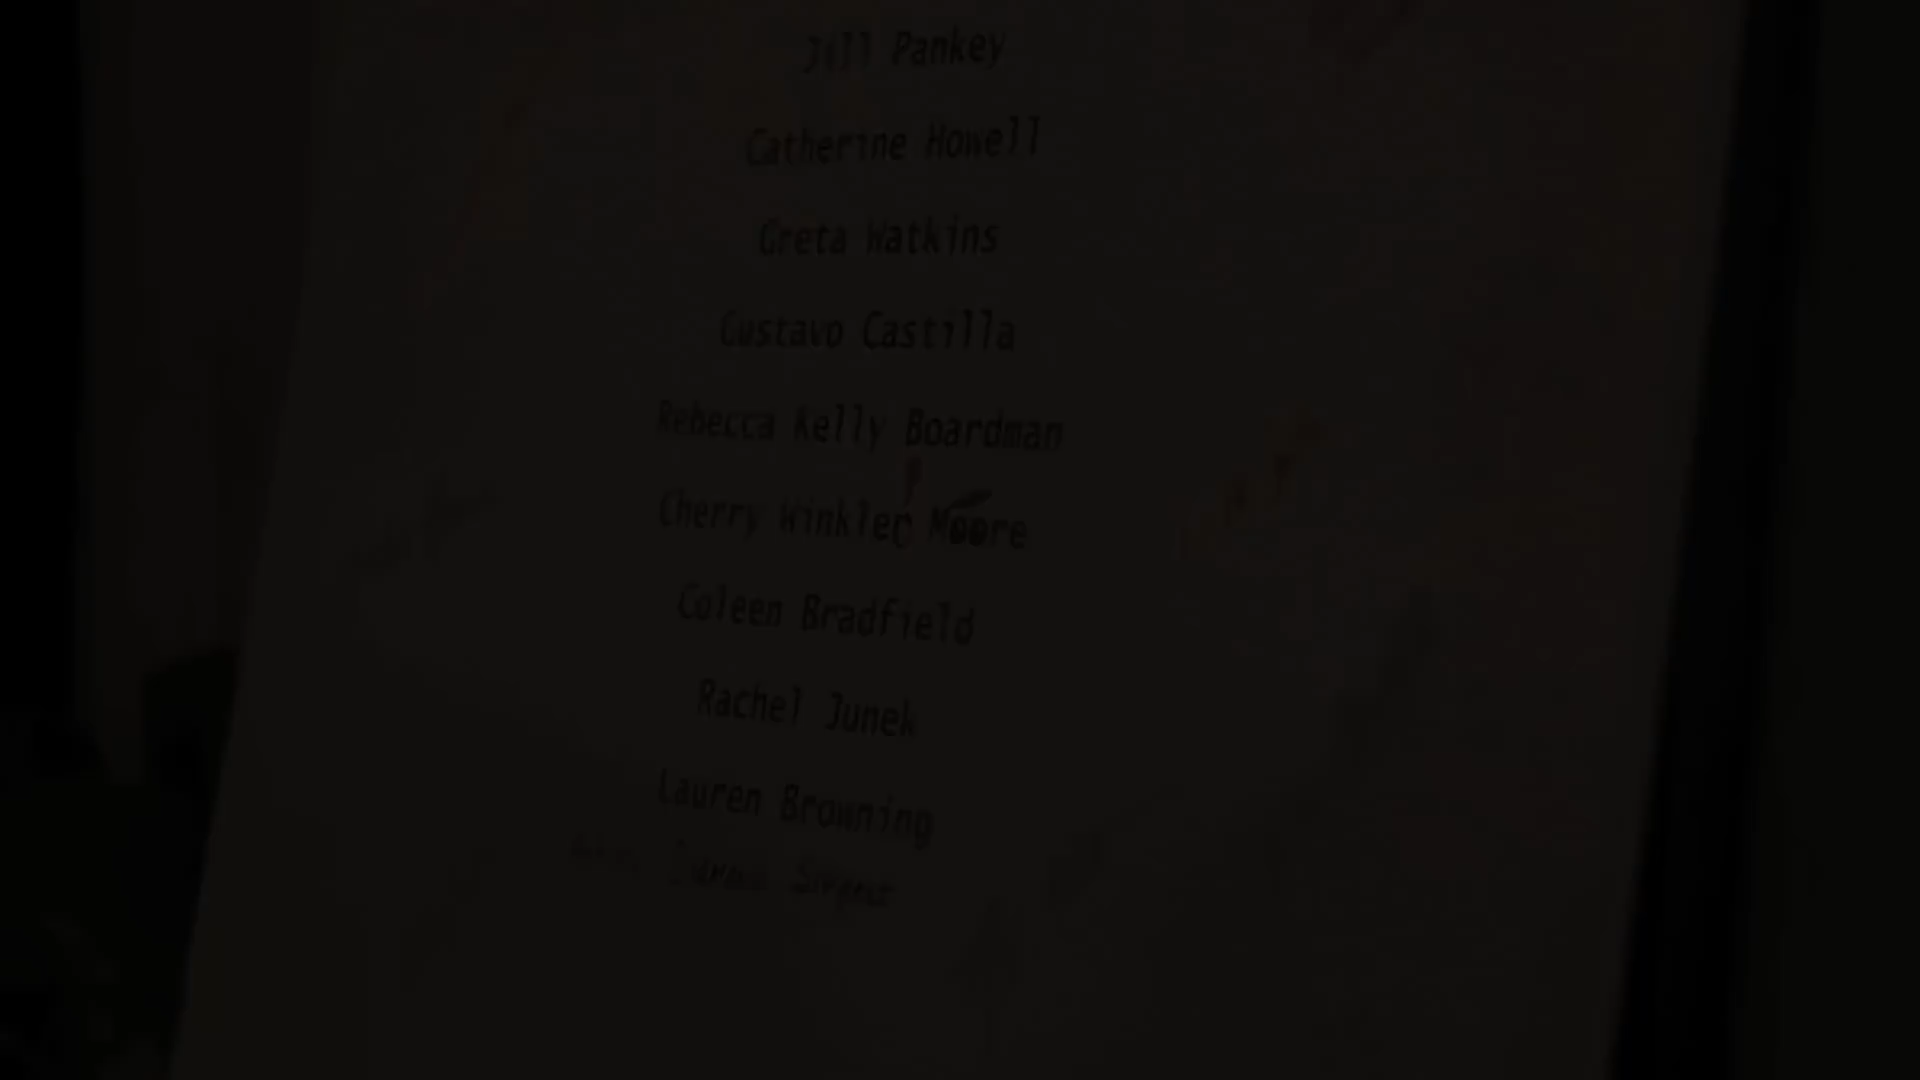 Jill Pankey
Catherine Howell
Greta Watkins
Gustavo Castilla
Rebecca Kelly Boardman
Cherry Winkler Moore
Coleen Bradfield
Rachel Junek
Lauren Browning